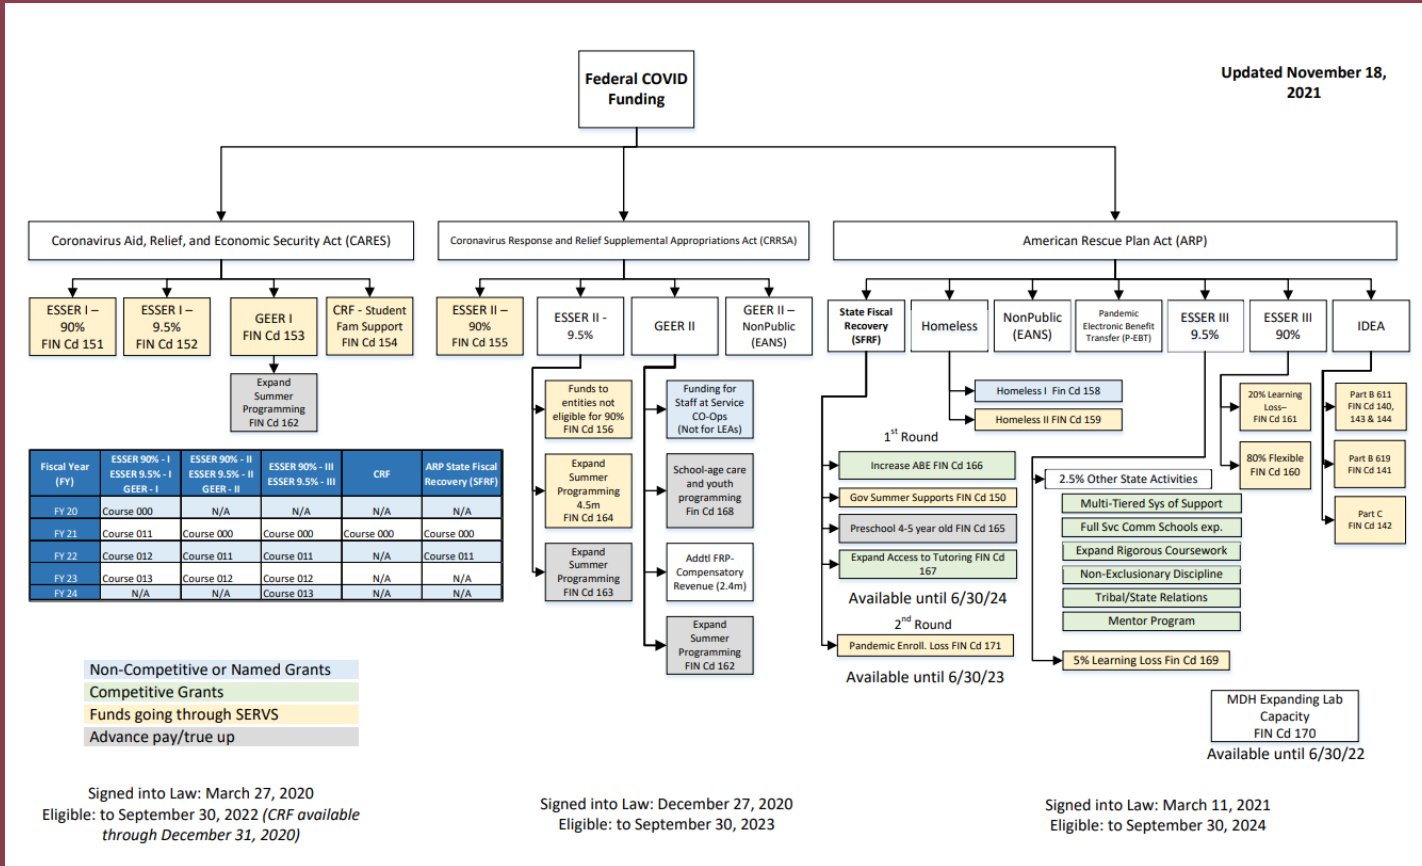 Federal COVID
Funding
Updated November 18,
2021
Coronavirus Aid, Relief, and Economic Security Act (CARES)
Coronavirus Response and Relief Supplemental Appropriations Act (CRRSA)
American Rescue Plan Act (ARP)
ESSER I –
90%
FIN Cd 151
ESSER I –
9.5%
FIN Cd 152
GEER I
FIN Cd 153
CRF - Student
Fam Support
FIN Cd 154
Expand
Summer
Programming
FIN Cd 162
ESSER II –
90%
FIN Cd 155
ESSER II -
9.5%
GEER II
GEER II –
NonPublic
(EANS)
Funds to
entities not
eligible for 90%
FIN Cd 156
Expand
Summer
Programming
4.5m
FIN Cd 164
Expand
Summer
Programming
FIN Cd 163
Funding for
Staff at Service
CO-Ops
(Not for LEAs)
School-age care
and youth
programming
Fin Cd 168
Addtl FRP-
Compensatory
Revenue (2.4m)
Expand
Summer
Programming
FIN Cd 162
State Fiscal
Recovery
(SFRF)
Homeless
NonPublic
(EANS)
Pandemic
Electronic Benefit
Transfer (P-EBT)
ESSER III
9.5%
ESSER III
90%
IDEA
Homeless I Fin Cd 158
Homeless II FIN Cd 159
1st Round
Increase ABE FIN Cd 166
Gov Summer Supports FIN Cd 150
Preschool 4-5 year old FIN Cd 165
Expand Access to Tutoring FIN Cd
167
Available until 6/30/24
2nd Round
Pandemic Enroll. Loss FIN Cd 171
Available until 6/30/23
2.5% Other State Activities
Multi-Tiered Sys of Support
Full Svc Comm Schools exp.
Expand Rigorous Coursework
Non-Exclusionary Discipline
Tribal/State Relations
Mentor Program
5% Learning Loss Fin Cd 169
20% Learning
Loss–
FIN Cd 161
80% Flexible
FIN Cd 160
Part B 611
FIN Cd 140,
143 & 144
Part B 619
FIN Cd 141
Part C
FIN Cd 142
MDH Expanding Lab
Capacity
FIN Cd 170
Available until 6/30/22
Fiscal Year
(FY)
ESSER 90% - I
ESSER 9.5% - I
GEER - I
ESSER 90% - II
ESSER 9.5% - II
GEER - II
ESSER 90% - III
ESSER 9.5% - III
CRF
ARP State Fiscal
Recovery (SFRF)
FY 20 Course 000 N/A N/A N/A N/A
FY 21 Course 011 Course 000 Course 000 Course 000 Course 000
FY 22 Course 012 Course 011 Course 011 N/A Course 011
FY 23 Course 013 Course 012 Course 012 N/A N/A
FY 24 N/A N/A Course 013 N/A N/A
Non-Competitive or Named Grants
Competitive Grants
Funds going through SERVS
Advance pay/true up
Signed into Law: March 27, 2020
Eligible: to September 30, 2022 (CRF available
through December 31, 2020)
Signed into Law: December 27, 2020
Eligible: to September 30, 2023
Signed into Law: March 11, 2021
Eligible: to September 30, 2024